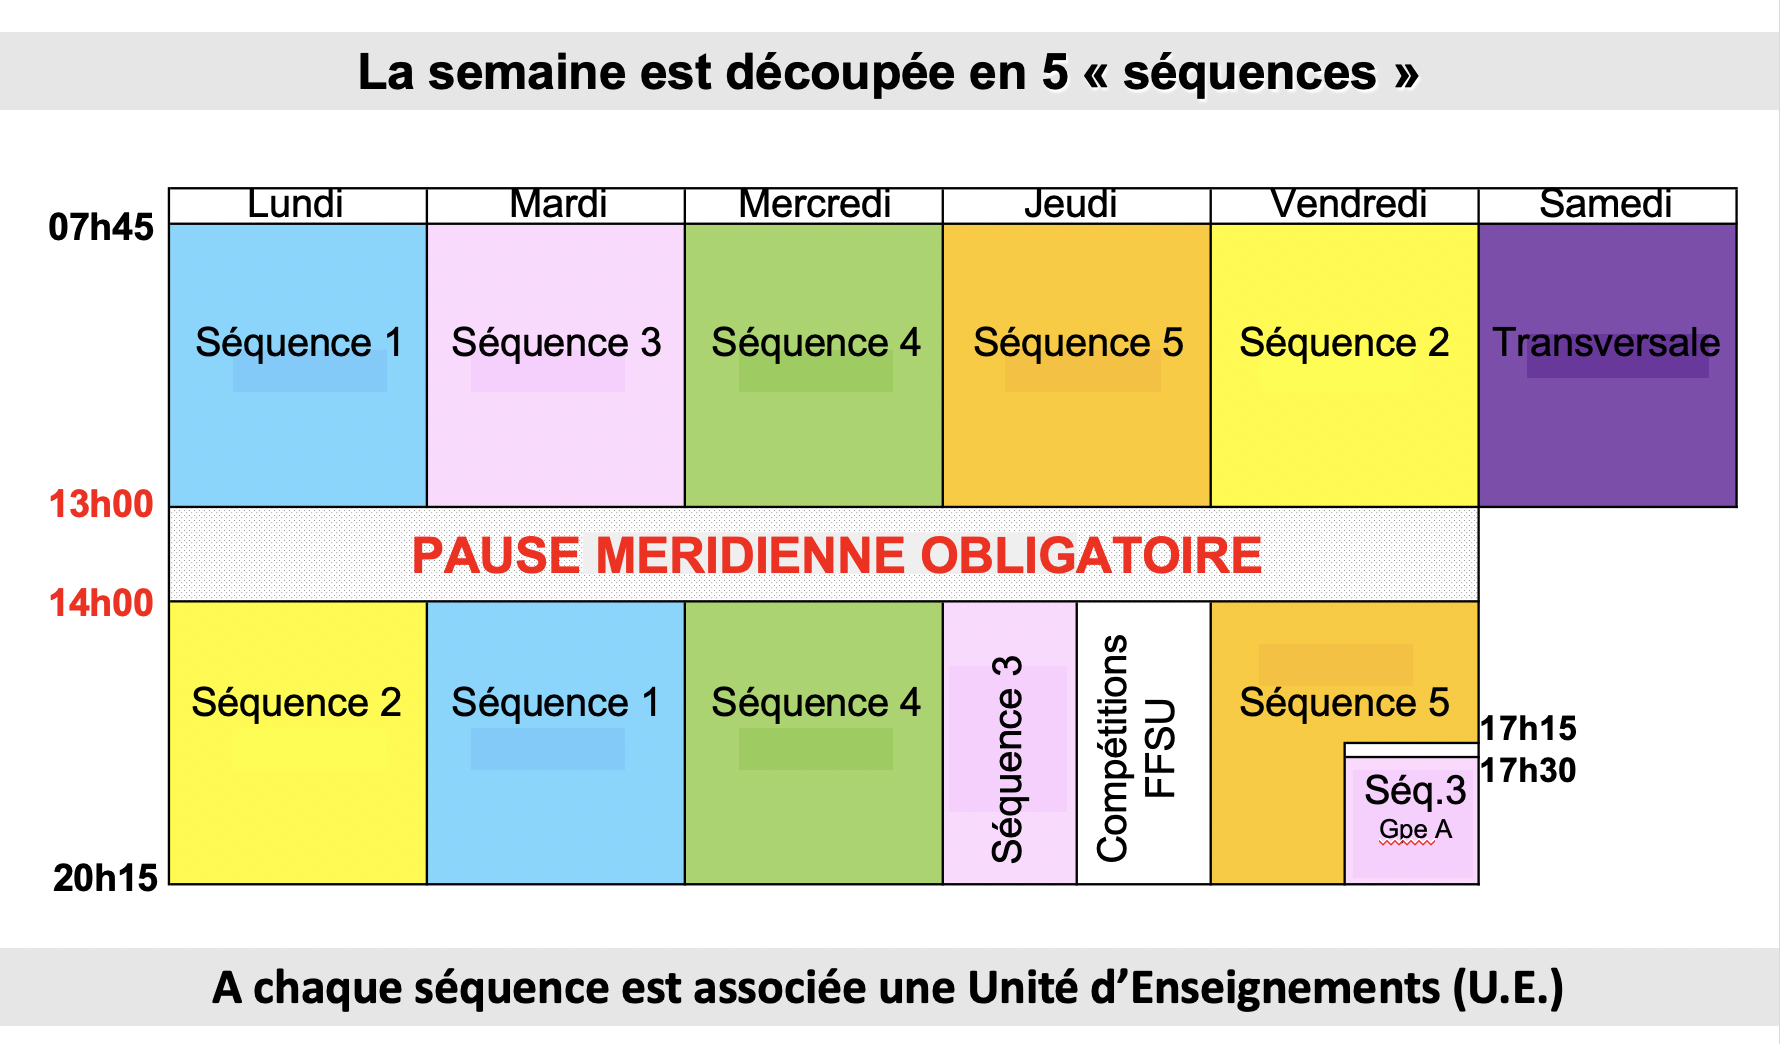 La semaine est découpée en 5 « séquences »
Lundi
Mardi
Mercredi
Jeudi
Vendredi
Samedi
07h45
Séquence 1
Séquence 3
Séquence 4
Séquence 5
Séquence 2
Transversale
13h00
PAUSE MERIDIENNE OBLIGATOIRE
14h00
Séquence 2
Séquence 1
Séquence 4
Séquence 3
Compétitions
FFSU
Séquence 5
17h15
17h30
Séq.3
Gpe A
20h15
A chaque séquence est associée une Unité d’Enseignements (U.E.)